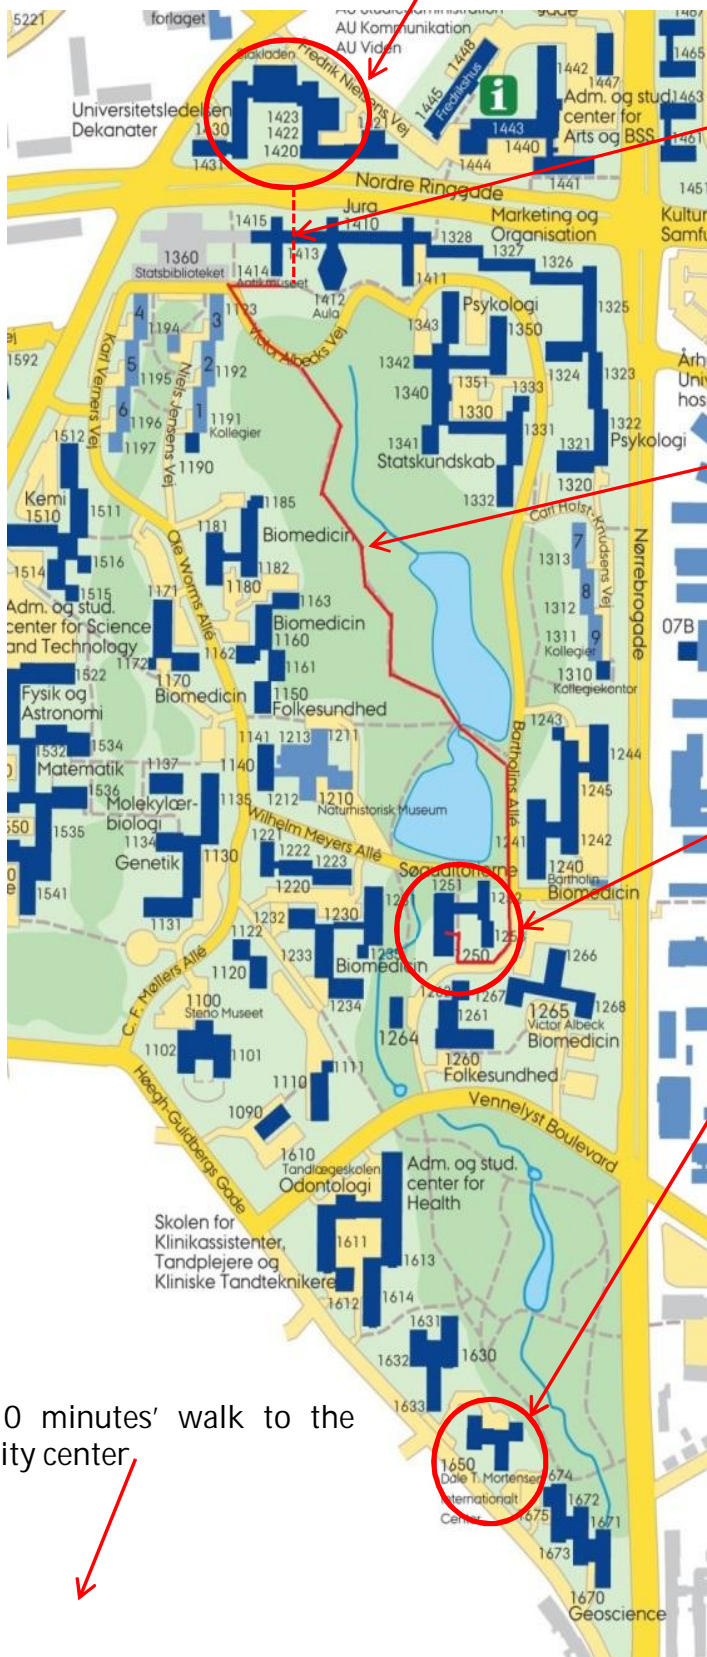 5221
forlaget
AU Kommunikation
AU Viden
Fredrik Nielsens Vej
1448
1445
Fredrikshus
i
1442
1447
1465
Universitetsledelsen
Dekanater
1430
1431
1423
1422
1420
1443
1440
1444
1441
Adm. og stud.
center for
Arts og BSS
1463
1461
1451
Nordre Ringgade
Jura
1410
1415
1413
1414
Antikmuseet
1412
Aula
1411
1360
Statsbiblioteket
Marketing og
Organisation
1328
1327
1326
1325
Kultur
Samfu
4
1194
3
1193
5
1195
2
1192
6
1196
1
1191
Kollegier
1197
1190
Karl Verners Vej
Niels Jensens Vej
Victor Albecks Vej
1592
Psykologi
1343
1350
1342
1340
1351
1333
1330
1331
1341
Statskundskab
1332
1324
1323
1322
1321
Psykologi
1320
Århu
Univ
hos
1512
Kemi
1510
1511
1514
1516
1515
Ole Worms Allé
1185
1181
Biomedicin
1182
1180
1171
1163
Biomedicin
1160
1162
1161
1150
Folkesundhed
1172
1170
Biomedicin
Carl Holst-Knudsens Vej
7
1313
8
1312
1311
9
Kollegier
1310
Kollegiekontor
Nørrebrogade
07B
Adm. og stud.
center for Science
and Technology
1522
Fysik og
Astronomi
1532
1534
Matematik
1536
1535
1541
1141
1213
1211
1140
1212
1210
Naturhistorisk Museum
1137
1135
Molekylær-
biologi
1134
Genetik
1130
1131
Wilhelm Meyers Allé
Bartholins Allé
1243
1244
1245
1241
1242
1240
Bartholin
Biomedicin
1221
1222
1223
1220
1232
1230
1231
1233
1235
Biomedicin
1234
Søauditorierne
1251
1250
1122
1120
C. F. Møllers Allé
1100
Steno Museet
1102
1101
1266
1267
1265
1268
Victor Albeck
Biomedicin
1261
1264
1260
Folkesundhed
Vennelyst Boulevard
1111
1110
1090
Høegh-Guldbergs Gade
1610
Tandlægeskolen
Odontologi
Adm. og stud.
center for
Health
Skolen for
Klinikassistenter,
Tandplejere og
Kliniske Tandteknikere
1611
1613
1612
1614
1631
1632
1630
1633
0 minutes' walk to the
ity center
1650
Dale T. Mortensen
Internationalt
Center
1674
1672
1675
1671
1673
1670
Geoscience